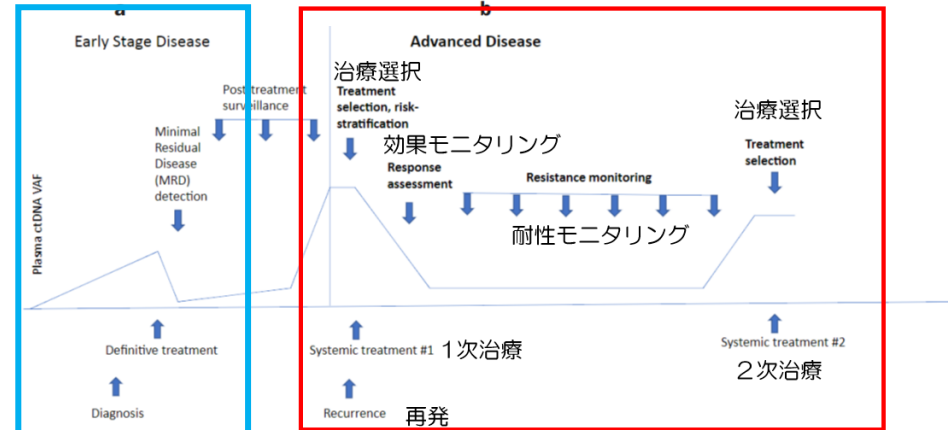 a
b
Early Stage Disease
Advanced Disease
Post treatment
surveillance
Minimal
Residual
Disease
(MRD)
detection
治療選択
Treatment
selection, risk-
stratification
効果モニタリング
Response
assessment
Resistance monitoring
耐性モニタリング
治療選択
Treatment
selection
Plasma ctDNA VAF
Definitive treatment
Diagnosis
Systemic treatment #1 1次治療
Recurrence 再発
Systemic treatment #2
2次治療